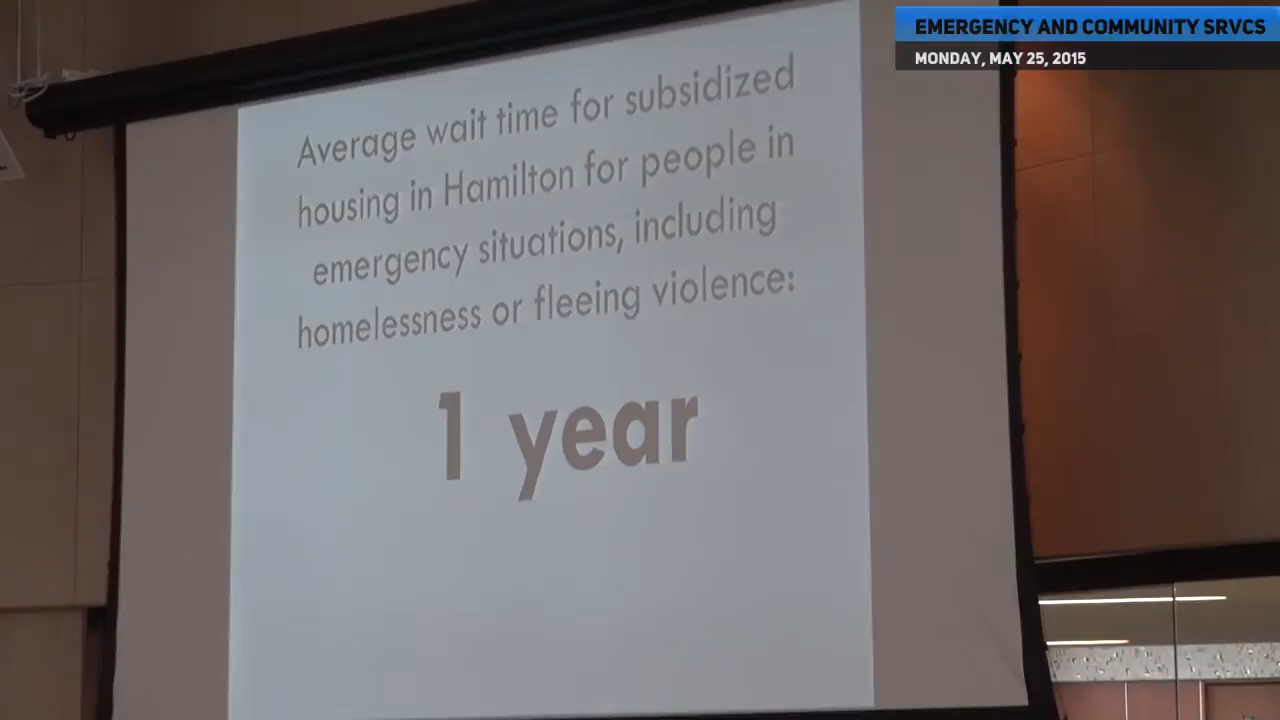 EMERGENCY AND COMMUNITY SRVCS
MONDAY, MAY 25, 2015
Average wait time for subsidized
housing in Hamilton for people in
emergency situations, including
homelessness or fleeing violence:
1 year